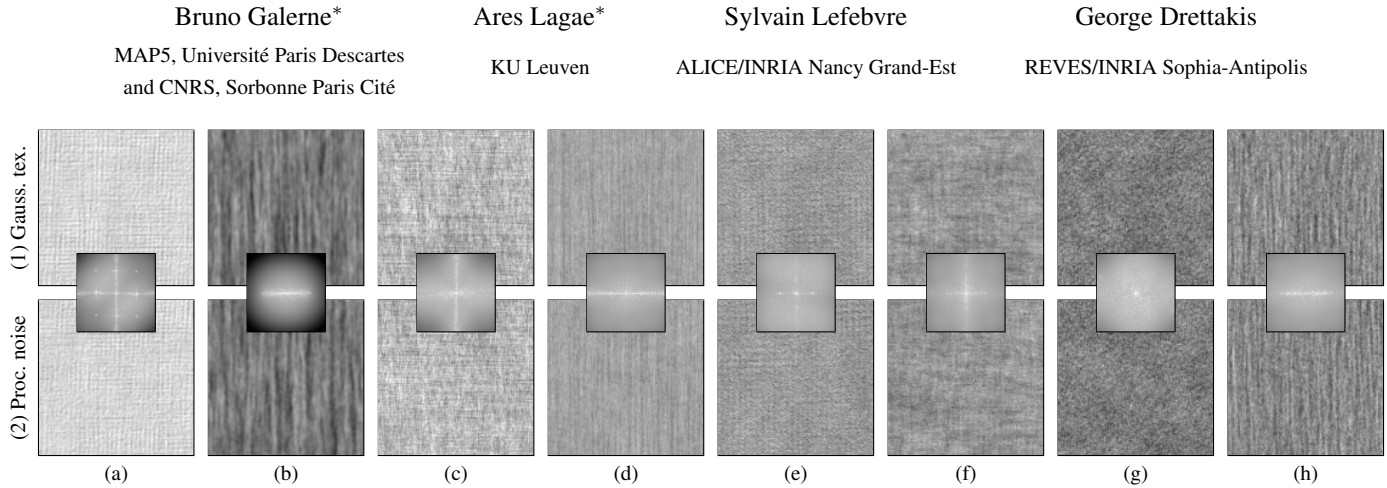 Bruno Galerne* Ares Lagae* Sylvain Lefebvre George Drettakis
MAP5, Université Paris Descartes
and CNRS, Sorbonne Paris Cité
KU Leuven
ALICE/INRIA Nancy Grand-Est
REVES/INRIA Sophia-Antipolis
(1) Gauss. tex.
(2) Proc. noise
(a) (b) (c) (d) (e) (f) (g) (h)